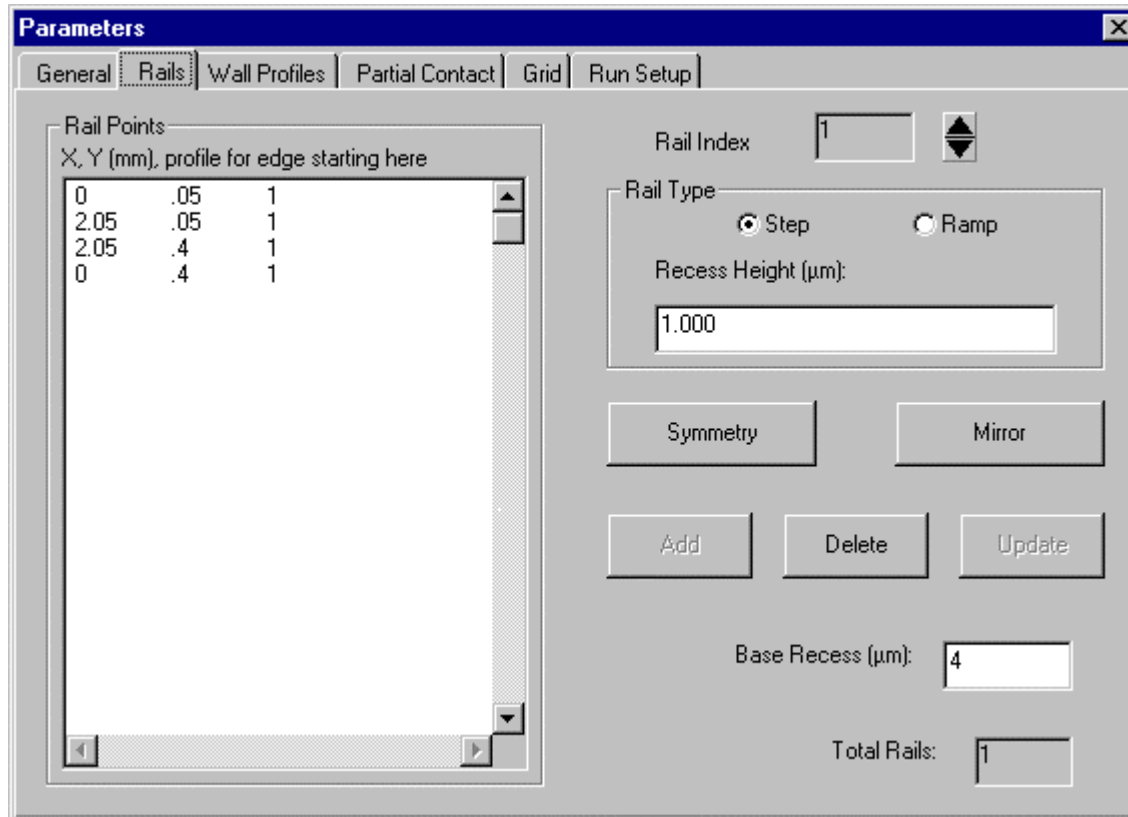 Parameters
General Rails Wall Profiles Partial Contact Grid Run Setup
Rail Points
X, Y (mm), profile for edge starting here
0 .05 1
2.05 .05 1
2.05 .4 1
0 .4 1
Rail Index 1
Rail Type
Step Ramp
Recess Height (µm):
1.000
Symmetry Mirror
Add Delete Update
Base Recess (µm): 4
Total Rails: 1